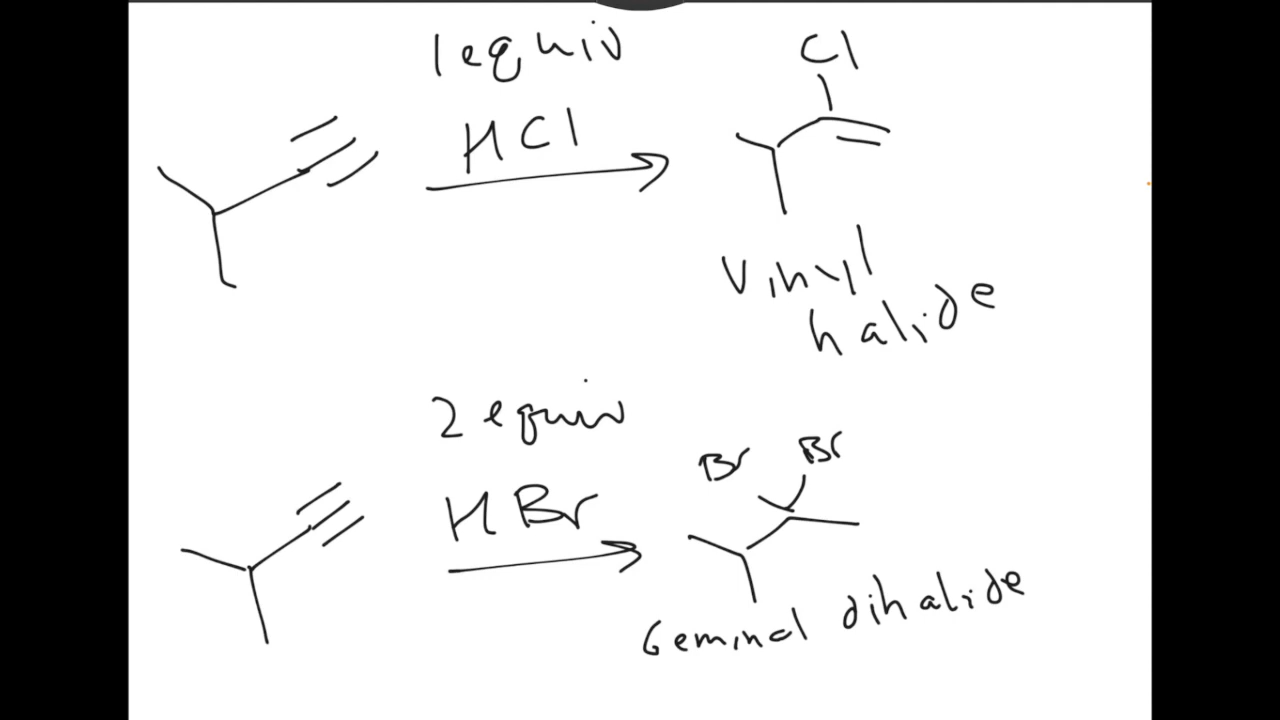 1 equiv
HCl
Cl
Vinyl
halide
2 equiv
HBr
Br Br
Geminal dihalide